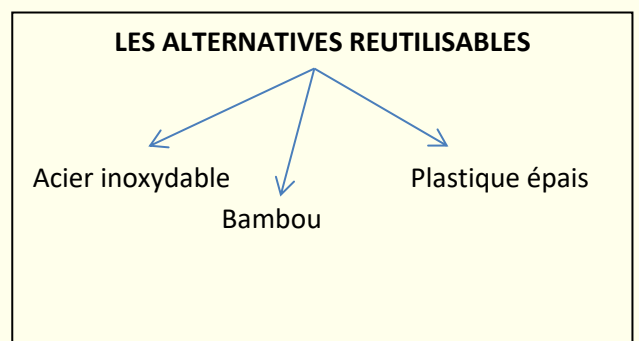 LES ALTERNATIVES REUTILISABLES
Acier inoxydable
Plastique épais
Bambou